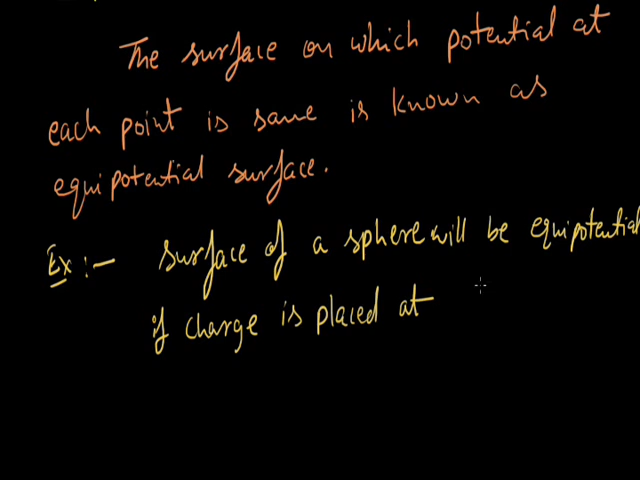 The surface on which potential at
each point is same is known as
equipotential surface.
Ex :- surface of a sphere will be equipotential
if charge is placed at